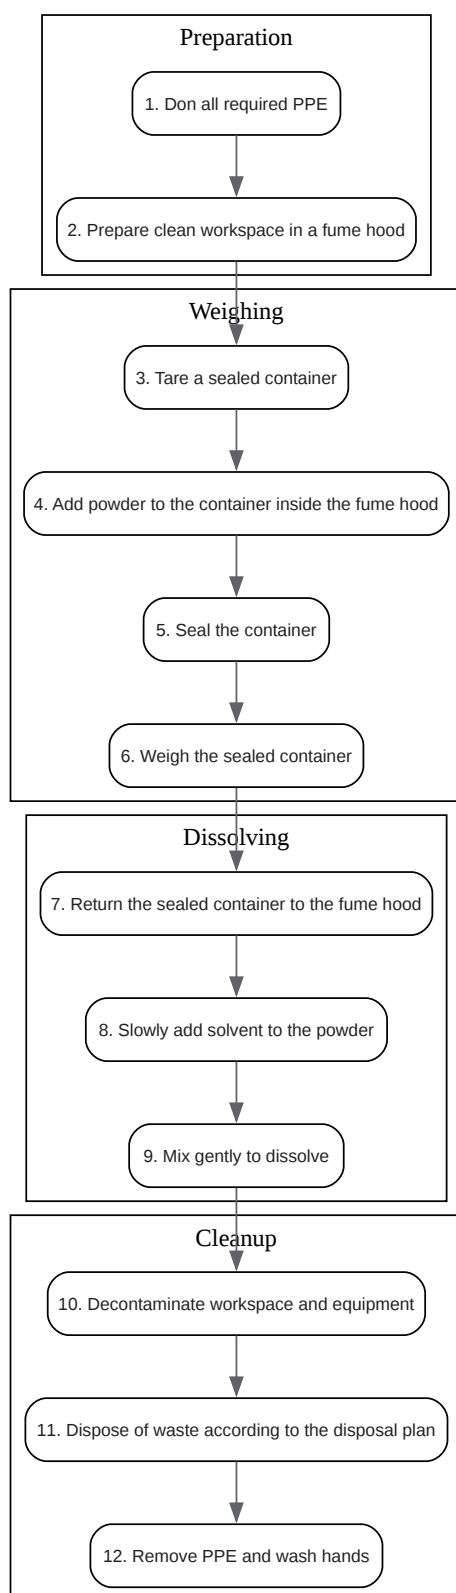 Preparation
1. Don all required PPE
2. Prepare clean workspace in a fume hood
Weighing
3. Tare a sealed container
4. Add powder to the container inside the fume hood
5. Seal the container
6. Weigh the sealed container
Dissolving
7. Return the sealed container to the fume hood
8. Slowly add solvent to the powder
9. Mix gently to dissolve
Cleanup
10. Decontaminate workspace and equipment
11. Dispose of waste according to the disposal plan
12. Remove PPE and wash hands